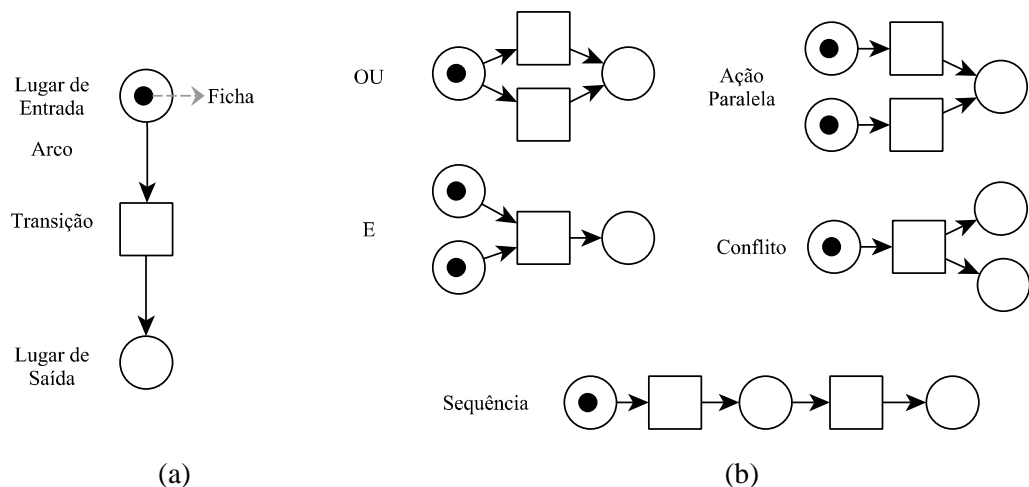 Lugar de
Entrada
Ficha
Arco
Transição
Lugar de
Saída
(a)
OU
Ação
Paralela
E
Conflito
Sequência
(b)